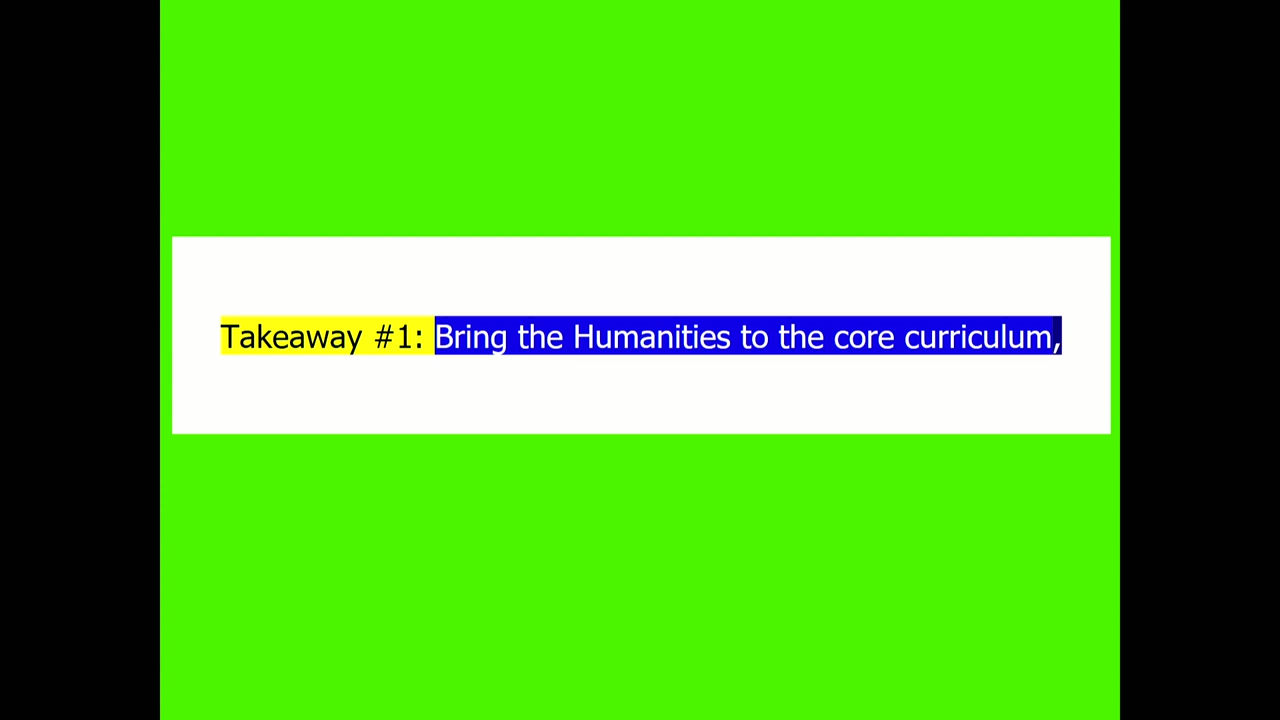 Takeaway #1: Bring the Humanities to the core curriculum,